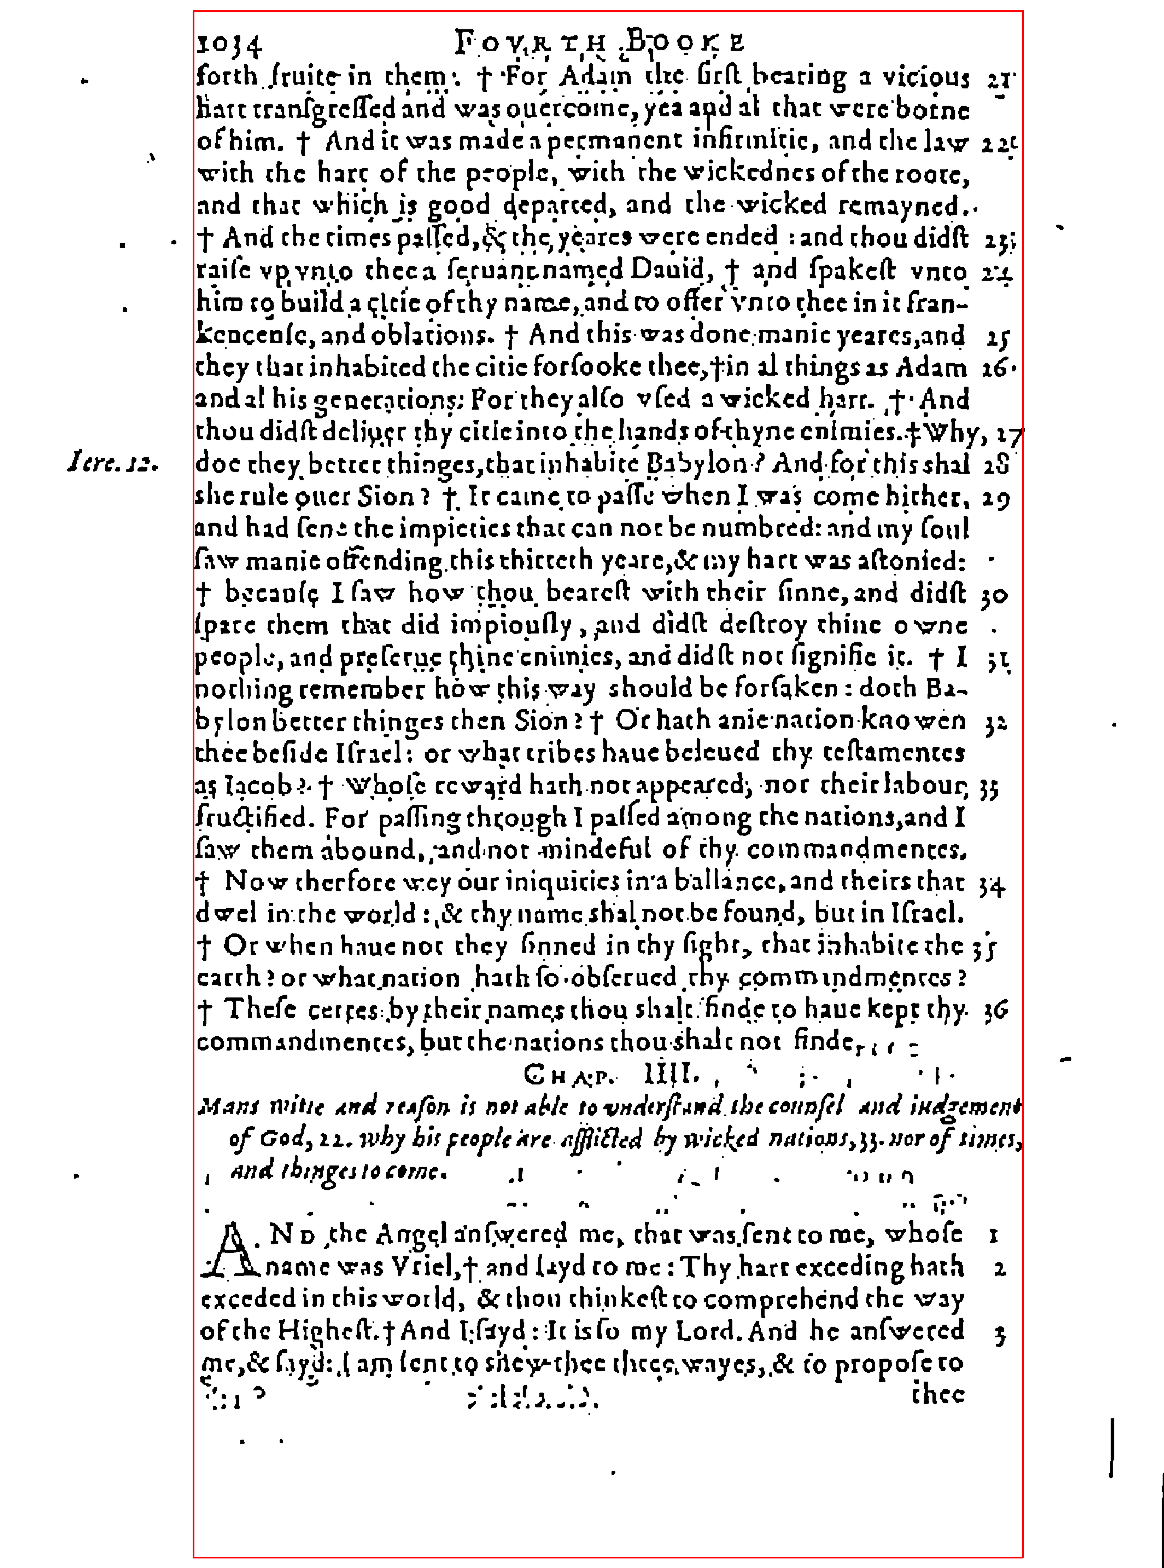 1034 FOVRTH BOOKE
forth fruite in them. † For Adam the first bearing a vicious 21
hart transgressed and was ouercome, yea and al that were borne
of him. † And it was made a permanent infirmitie, and the law 22
with the hart of the people, with the wickednes of the roote,
and that which is good departed, and the wicked remayned.
† And the times passed, & the yeares were ended : and thou didst 23
raise vp vnto thee a seruant named Dauid, † and spakest vnto 24
him to build a citie of thy name, and to offer vnto thee in it fran-
kencense, and oblations. † And this was done manie yeares, and 25
they that inhabited the citie forsooke thee, † in al things as Adam 26
and al his generations: For they also vsed a wicked hart. † And
thou didst deliuer thy citie into the hands of thyne enimies. † Why, 27
Iere. 12. doe they better thinges, that inhabite Babylon? And for this shal 28
she rule ouer Sion? † It came to passe when I was come hither, 29
and had sene the impieties that can not be numbred: and my soul
saw manie offending this thirteth yeare, & my hart was astonied:
† because I saw how thou bearest with their sinne, and didst 30
spare them that did impiously, and didst destroy thine owne
people, and preserue thine enimies, and didst not signifie it. † I 31
nothing remember how this way should be forsaken : doth Ba-
bylon better thinges then Sion? † Or hath anie nation knowen 32
thee beside Israel: or what tribes haue beleued thy testamentes
as Iacob? † Whose reward hath not appeared, nor their labour 33
fructified. For passing through I passed among the nations, and I
saw them abound, and not mindeful of thy commandmentes.
† Now therfore wey our iniquities in a ballance, and theirs that 34
dwel in the world : & thy name shal not be found, but in Israel.
† Or when haue not they sinned in thy sight, that inhabite the 35
earth? or what nation hath so obserued thy commandmentes?
† These certes by their names thou shalt finde to haue kept thy 36
commandmentes, but the nations thou shalt not finde.
CHAP. IIII.
Mans witte and reason is not able to vnderstand the counsel and iudgement
of God, 22. why his people are afflicted by wicked nations, 33. nor of times,
and thinges to come.
AND the Angel answered me, that was sent to me, whose 1
name was Vriel, † and sayd to me : Thy hart exceding hath 2
exceded in this world, & thou thinkest to comprehend the way
of the Highest. † And I sayd : It is so my Lord. And he answered 3
me, & sayd: I am sent to shew thee three wayes, & to propose to
thee